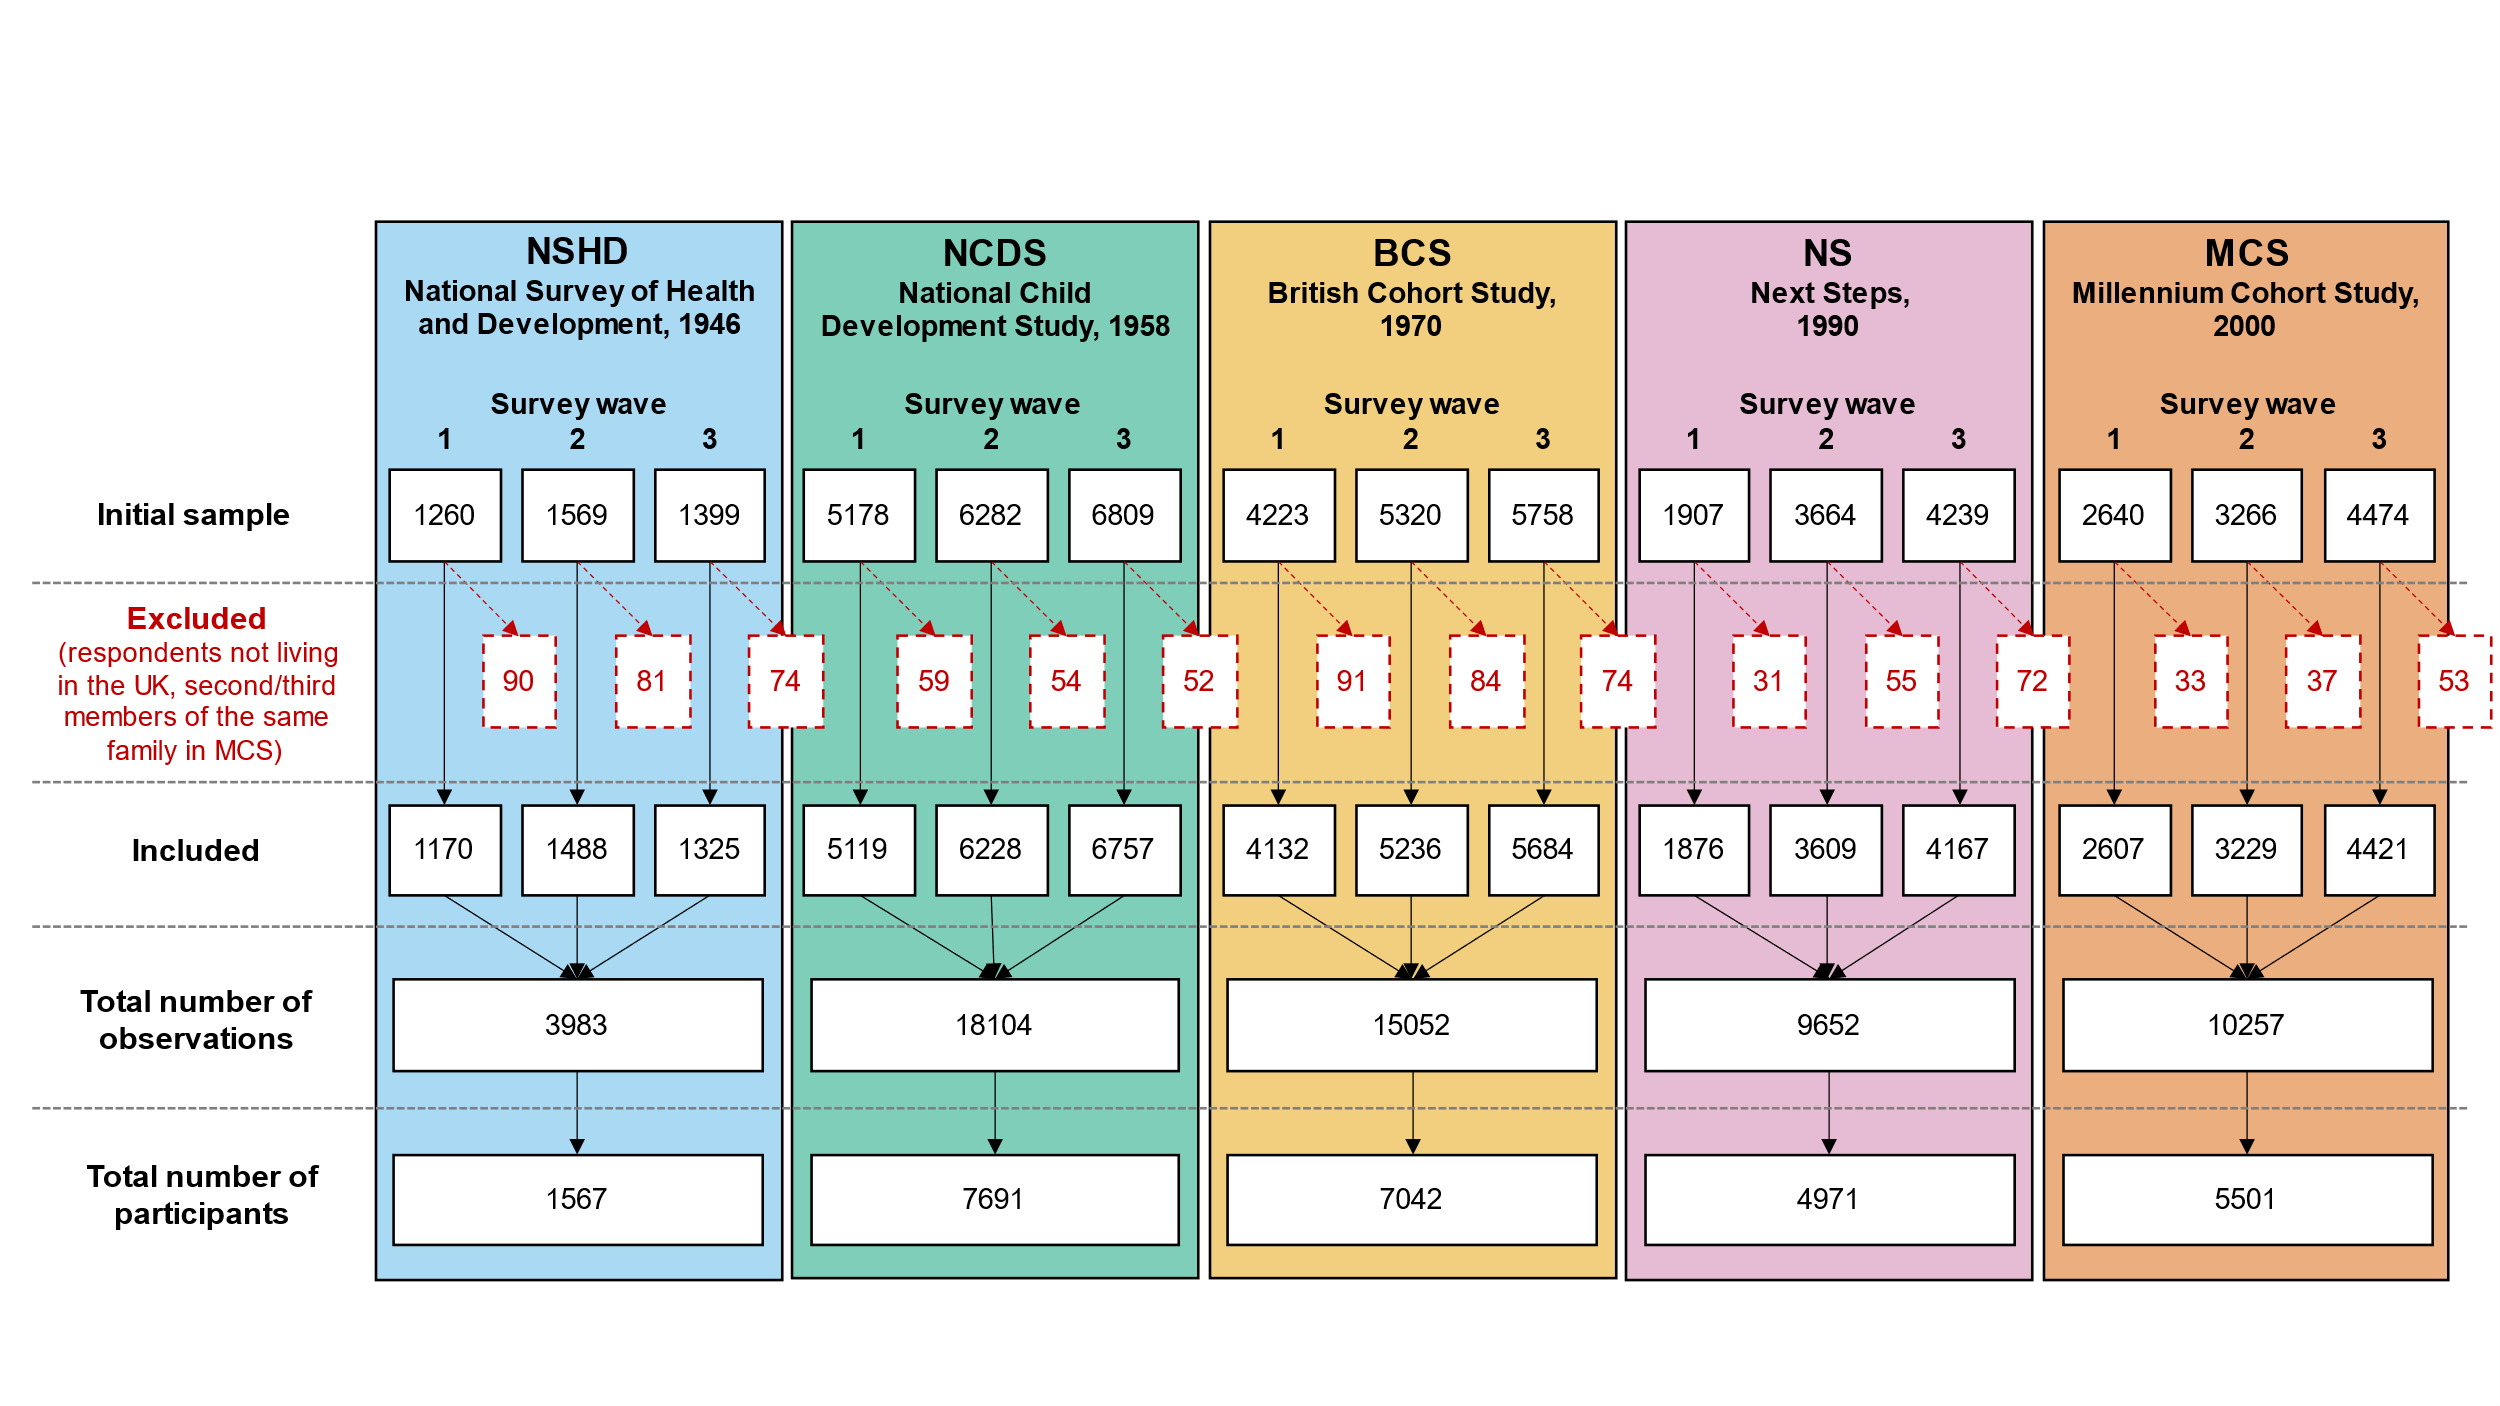 NSHD
National Survey of Health
and Development, 1946
NCDS
National Child
Development Study, 1958
BCS
British Cohort Study,
1970
NS
Next Steps,
1990
MCS
Millennium Cohort Study,
2000
Survey wave
1 2 3
Survey wave
1 2 3
Survey wave
1 2 3
Survey wave
1 2 3
Survey wave
1 2 3
Initial sample
1260 1569 1399 5178 6282 6809 4223 5320 5758 1907 3664 4239 2640 3266 4474
Excluded
(respondents not living
in the UK, second/third
members of the same
family in MCS)
90 81 74 59 54 52 91 84 74 31 55 72 33 37 53
Included
1170 1488 1325 5119 6228 6757 4132 5236 5684 1876 3609 4167 2607 3229 4421
Total number of
observations
3983 18104 15052 9652 10257
Total number of
participants
1567 7691 7042 4971 5501